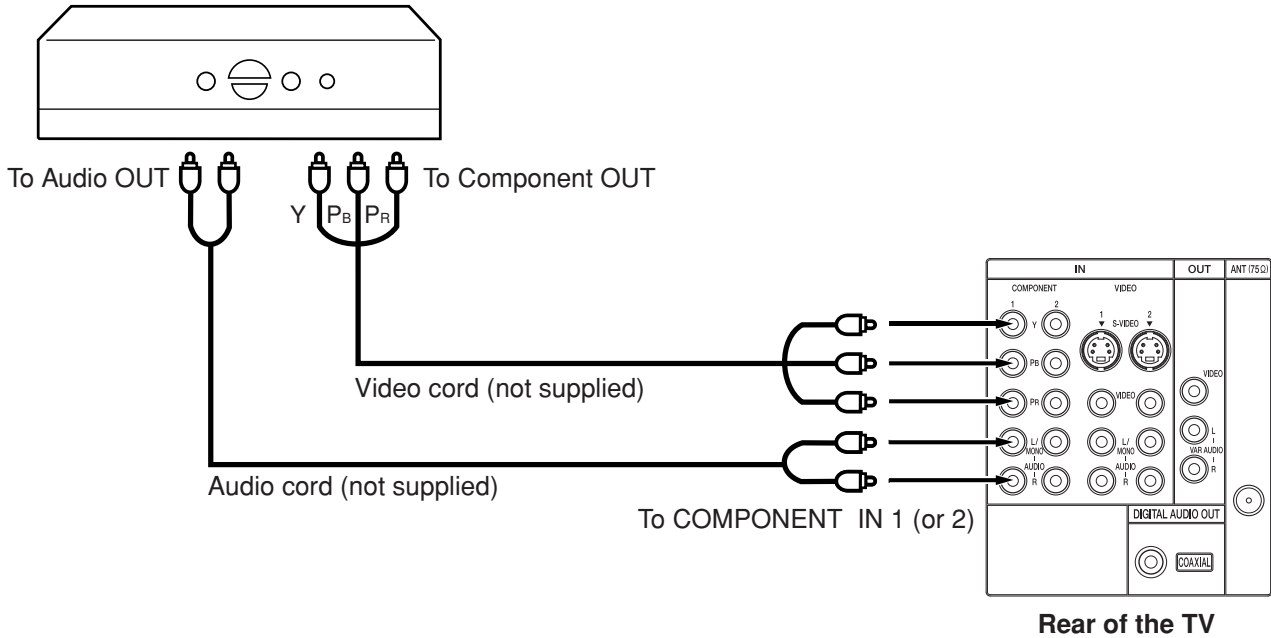 To Audio OUT
To Component OUT
Y PB PR
Video cord (not supplied)
Audio cord (not supplied)
To COMPONENT IN 1 (or 2)
IN OUT ANT (75Ω)
COMPONENT VIDEO
1 2 1 2
Y S-VIDEO
PB
PR VIDEO VIDEO
L/ L/ L
MONO MONO VAR AUDIO
AUDIO AUDIO R
R R
DIGITAL AUDIO OUT
COAXIAL
Rear of the TV